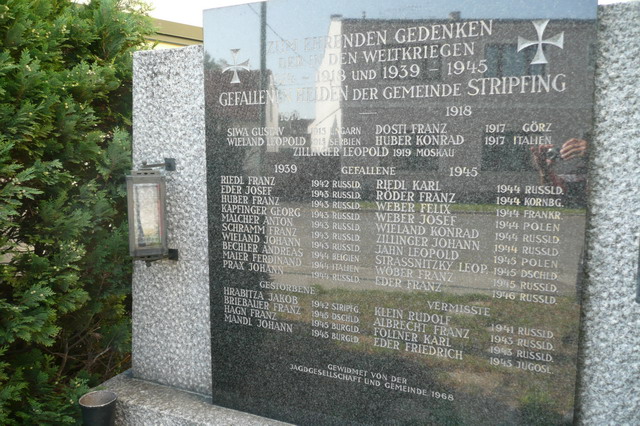 ZUM EHRENDEN GEDENKEN
DER IN DEN WELTKRIEGEN
1914 - 1918 UND 1939 - 1945
GEFALLENEN HELDEN DER GEMEINDE STRIPFING
1918
SIWA GUSTAV UNGARN DOSTI FRANZ 1917 GÖRZ
WIELAND LEOPOLD SERBIEN HUBER KONRAD 1917 ITALIEN
ZILLINGER LEOPOLD 1919 MOSKAU
1939 GEFALLENE 1945
RIEDL FRANZ 1942 RUSSLD. RIEDL KARL 1944 RUSSLD.
EDER JOSEF 1943 RUSSLD. RÖDER FRANZ 1944 KORNBG.
HUBER FRANZ 1943 RUSSLD. WEBER FELIX 1944 FRANKR
KAPFINGER GEORG 1943 RUSSLD. WEBER JOSEF 1944 POLEN
MALCHER ANTON 1943 RUSSLD. WIELAND KONRAD 1944 RUSSLD.
SCHRAMM FRANZ 1943 RUSSLD. ZILLINGER JOHANN 1944 RUSSLD.
WIELAND JOHANN 1943 RUSSLD. JAHN LEOPOLD 1945 POLEN
BECHLER ANDREAS 1944 BELGIEN STRASSNITZKY LEOP. 1945 DSCHLD.
MAIER FERDINAND 1944 ITALIEN WÖBER FRANZ 1945 RUSSLD.
PRAX JOHANN 1944 RUSSLD. EDER FRANZ 1946 RUSSLD.
GESTORBENE VERMISSTE
HRABITZA JAKOB 1942 STRIPFG. KLEIN RUDOLF 1941 RUSSLD.
BRIEBAUER FRANZ 1945 DSCHLD. ALBRECHT FRANZ 1943 RUSSLD.
HAGN FRANZ 1945 BURGLD. FOLLNER KARL 1943 RUSSLD.
MANDL JOHANN 1945 BURGLD. EDER FRIEDRICH 1945 JUGOSL.
GEWIDMET VON DER
JAGDGESELLSCHAFT UND GEMEINDE 1968